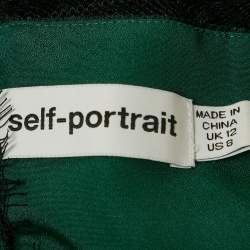 self-portrait
MADE IN
CHINA
UK 12
US 8